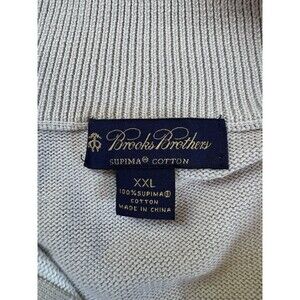 Brooks Brothers
SUPIMA® COTTON
XXL
100% SUPIMA®
COTTON
MADE IN CHINA